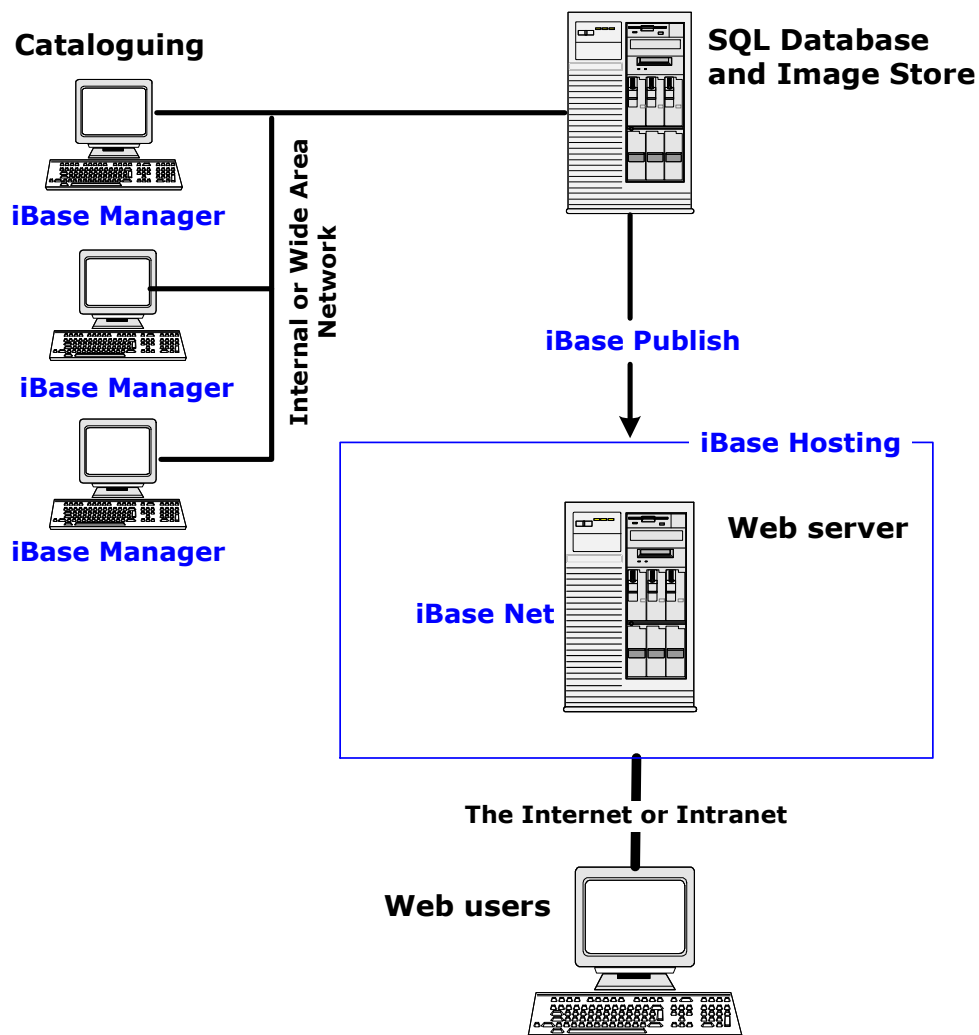 Cataloguing
SQL Database
and Image Store
iBase Manager
Internal or Wide Area
Network
iBase Manager
iBase Publish
iBase Manager
iBase Hosting
Web server
iBase Net
The Internet or Intranet
Web users